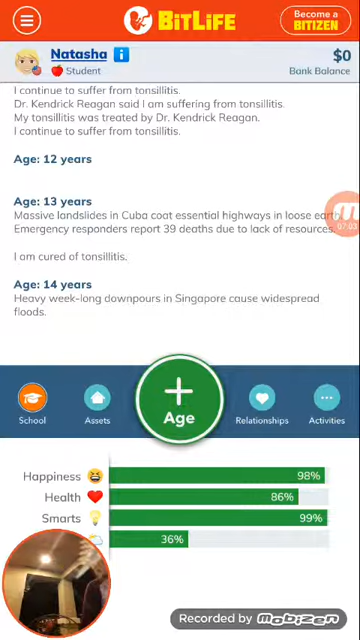 BitLife
Become a
BITIZEN
Natasha i
Student
$0
Bank Balance
I continue to suffer from tonsillitis.
Dr. Kendrick Reagan said I am suffering from tonsillitis.
My tonsillitis was treated by Dr. Kendrick Reagan.
I continue to suffer from tonsillitis.
Age: 12 years
Age: 13 years
Massive landslides in Cuba coat essential highways in loose earth.
Emergency responders report 39 deaths due to lack of resources.
I am cured of tonsillitis.
Age: 14 years
Heavy week-long downpours in Singapore cause widespread
floods.
School
Assets
Age
Relationships
Activities
Happiness 98%
Health 86%
Smarts 99%
36%
Recorded by Mobizen